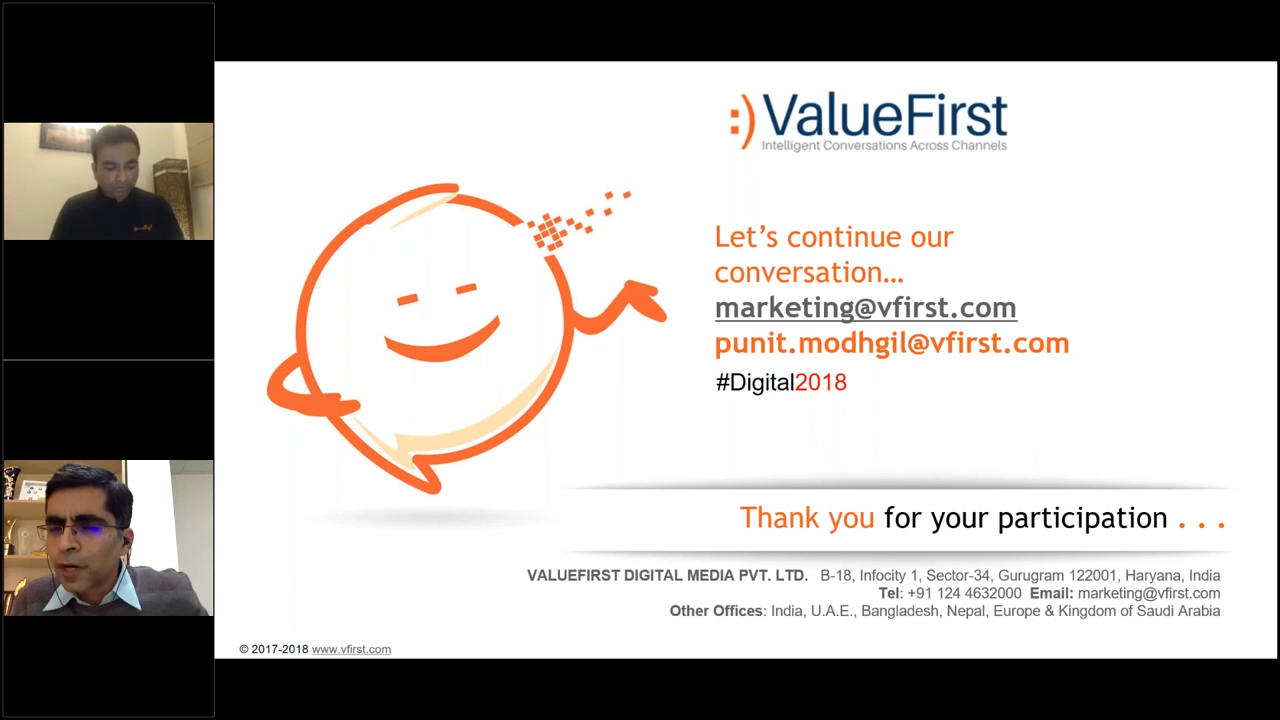 :) ValueFirst
Intelligent Conversations Across Channels
Let's continue our
conversation...
marketing@vfirst.com
punit.modhgil@vfirst.com
#Digital2018
Thank you for your participation . . .
VALUEFIRST DIGITAL MEDIA PVT. LTD. B-18, Infocity 1, Sector-34, Gurugram 122001, Haryana, India
Tel: +91 124 4632000 Email: marketing@vfirst.com
Other Offices: India, U.A.E., Bangladesh, Nepal, Europe & Kingdom of Saudi Arabia
© 2017-2018 www.vfirst.com